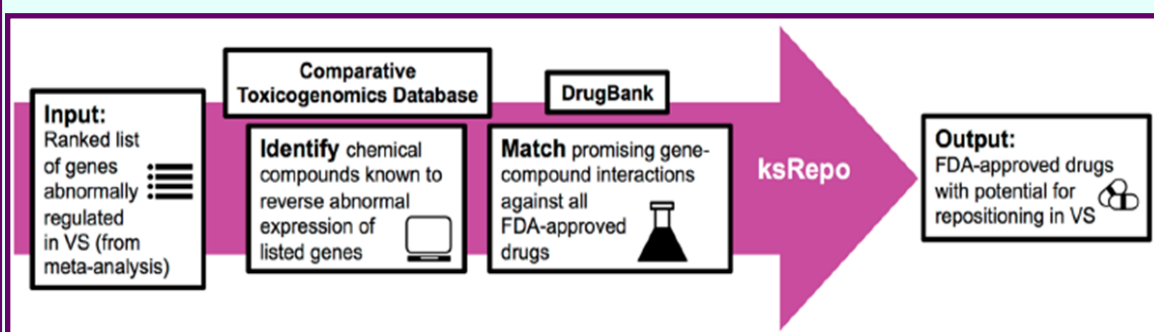 Input:
Ranked list
of genes
abnormally
regulated
in VS (from
meta-analysis)
Comparative
Toxicogenomics Database
Identify chemical
compounds known to
reverse abnormal
expression of
listed genes
DrugBank
Match promising gene-
compound interactions
against all
FDA-approved
drugs
ksRepo
Output:
FDA-approved drugs
with potential for
repositioning in VS